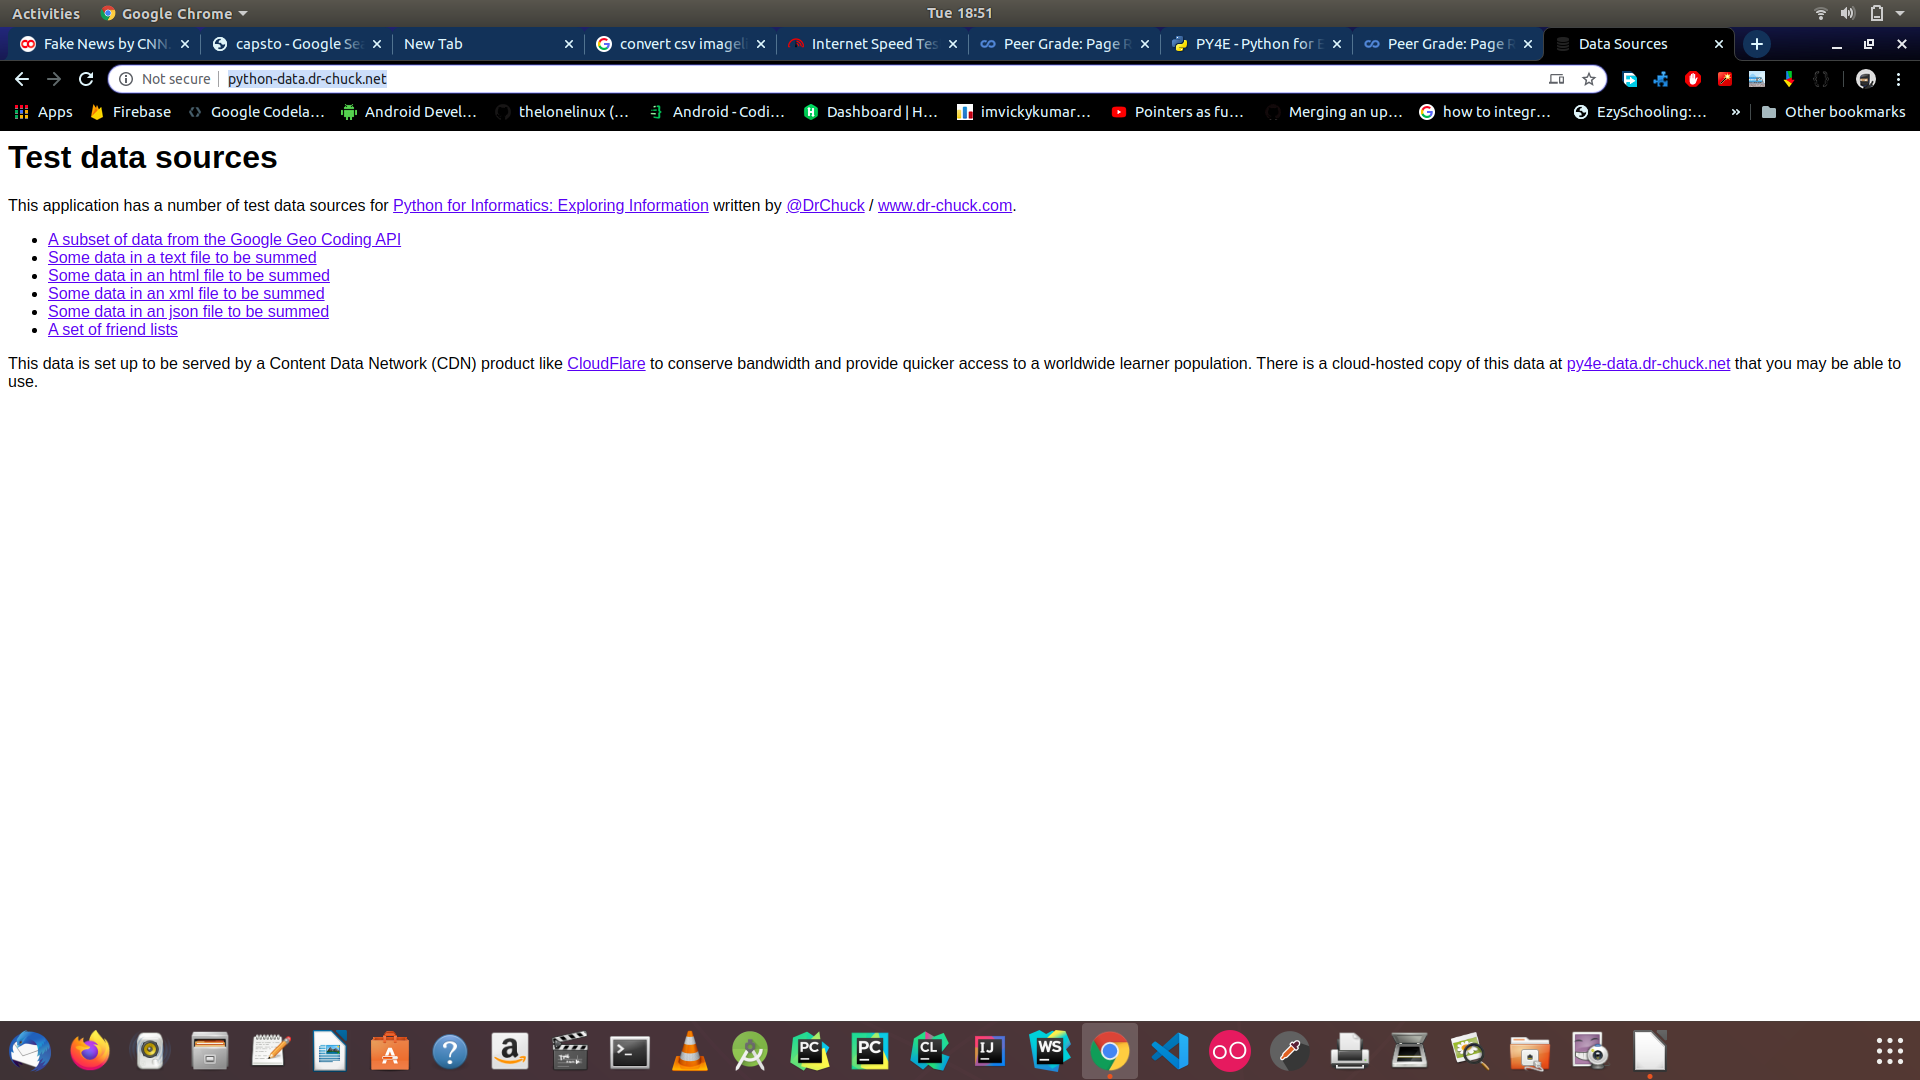 Activities Google Chrome Tue 18:51
Fake News by CNN capsto - Google Se New Tab convert csv imagel Internet Speed Tes Peer Grade: Page R PY4E - Python for E Peer Grade: Page R Data Sources
Not secure python-data.dr-chuck.net
Apps Firebase Google Codela... Android Devel... thelonelinux (... Android - Codi... Dashboard | H... imvickykumar... Pointers as fu... Merging an up... how to integr... EzySchooling:... » Other bookmarks
Test data sources
This application has a number of test data sources for Python for Informatics: Exploring Information written by @DrChuck / www.dr-chuck.com.
A subset of data from the Google Geo Coding API
Some data in a text file to be summed
Some data in an html file to be summed
Some data in an xml file to be summed
Some data in an json file to be summed
A set of friend lists
This data is set up to be served by a Content Data Network (CDN) product like CloudFlare to conserve bandwidth and provide quicker access to a worldwide learner population. There is a cloud-hosted copy of this data at py4e-data.dr-chuck.net that you may be able to
use.
PC PC CL IJ WS